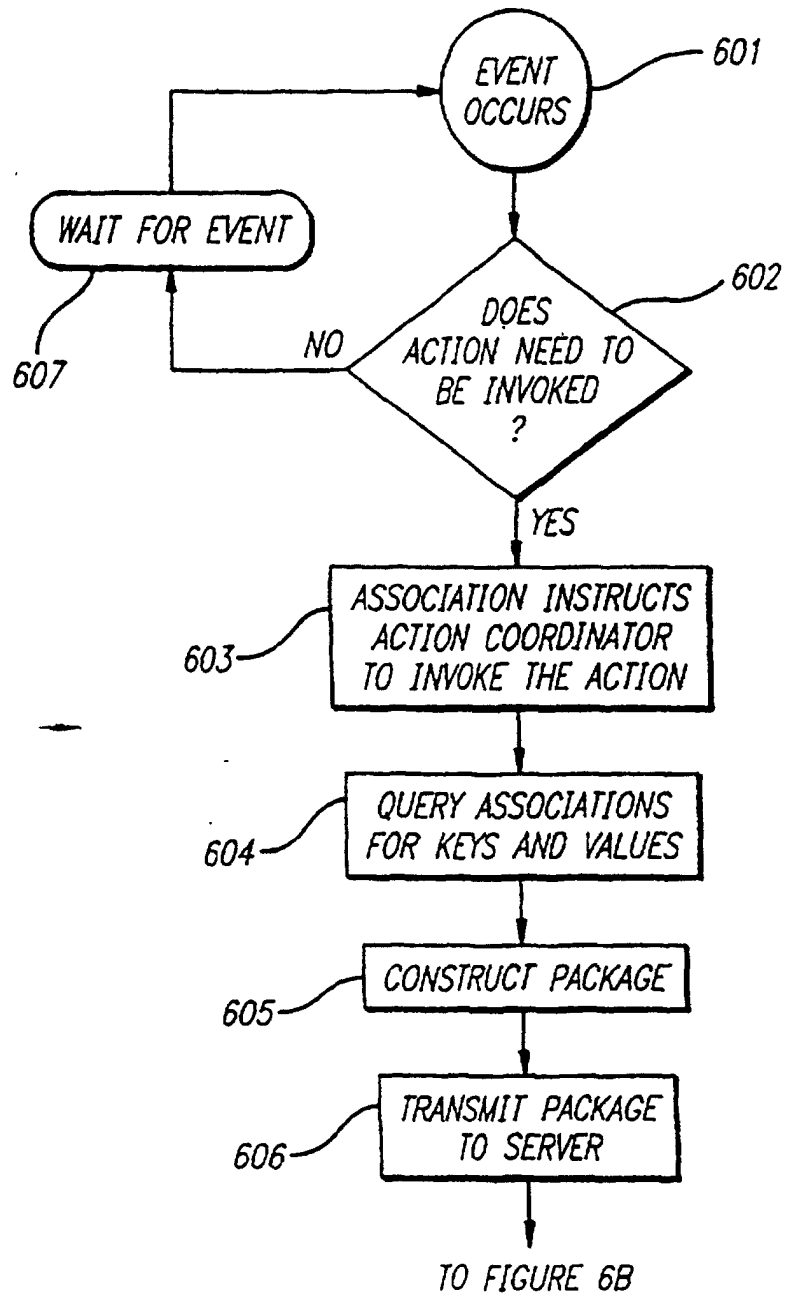 EVENT
OCCURS
601
WAIT FOR EVENT
607
DOES
ACTION NEED TO
BE INVOKED
?
602
NO
YES
ASSOCIATION INSTRUCTS
ACTION COORDINATOR
TO INVOKE THE ACTION
603
QUERY ASSOCIATIONS
FOR KEYS AND VALUES
604
CONSTRUCT PACKAGE
605
TRANSMIT PACKAGE
TO SERVER
606
TO FIGURE 6B